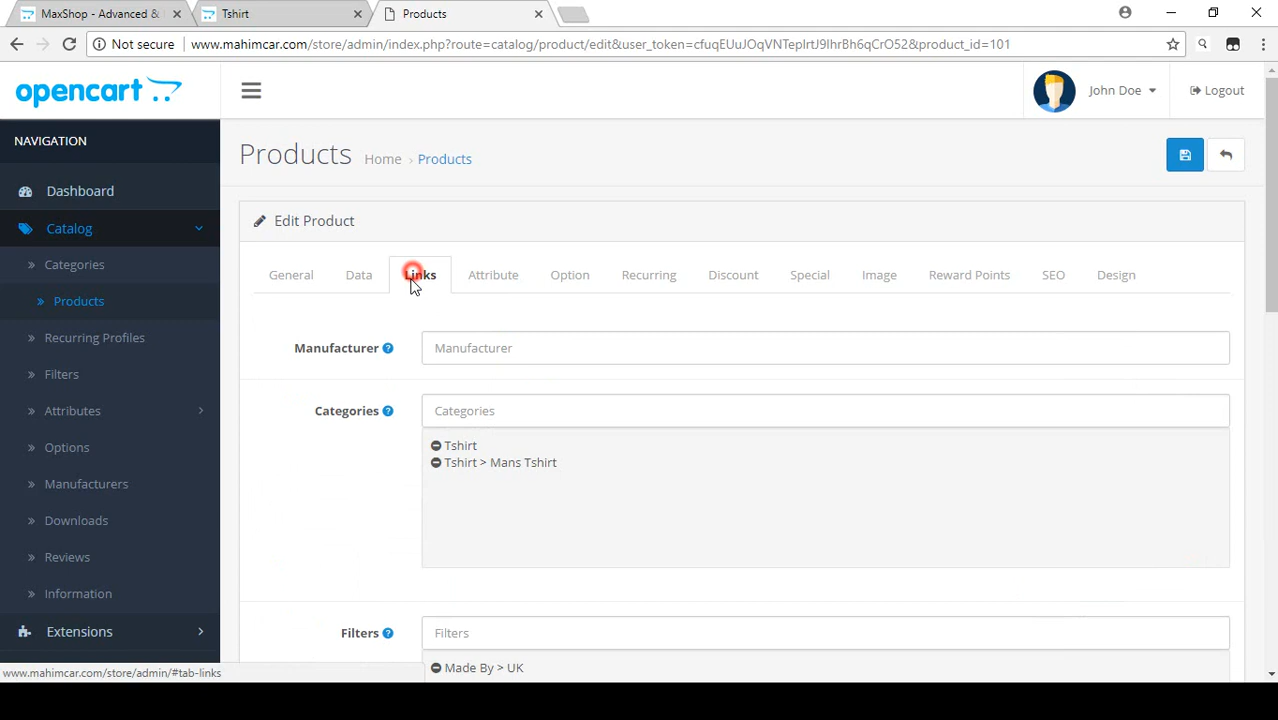 MaxShop - Advanced &
Tshirt
Products
Not secure
www.mahimcar.com/store/admin/index.php?route=catalog/product/edit&user_token=cfuqEUuJOqVNTepIrtJ9IhrBh6qCrO52&product_id=101
opencart
John Doe
Logout
NAVIGATION
Products
Home › Products
Dashboard
Catalog
Edit Product
Categories
General
Data
Links
Attribute
Option
Recurring
Discount
Special
Image
Reward Points
SEO
Design
Products
Recurring Profiles
Manufacturer
Manufacturer
Filters
Attributes
Categories
Categories
Options
Tshirt
Tshirt > Mans Tshirt
Manufacturers
Downloads
Reviews
Information
Extensions
Filters
Filters
Made By > UK
www.mahimcar.com/store/admin/#tab-links